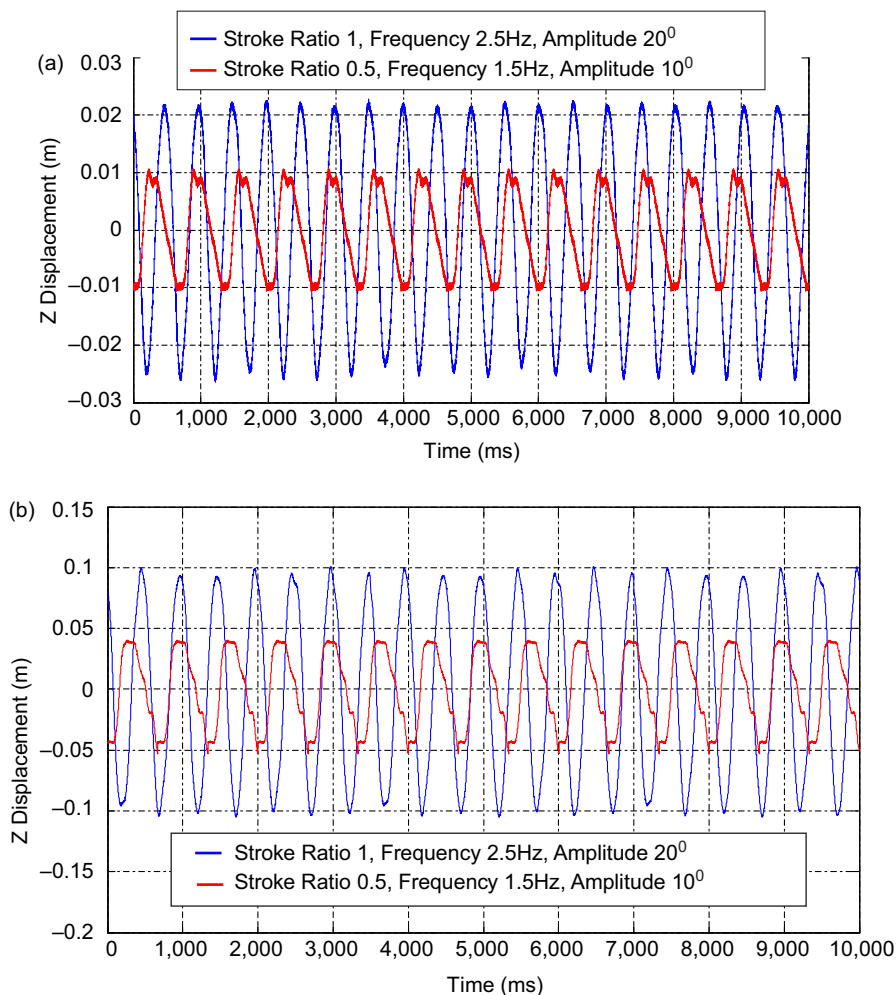 Stroke Ratio 1, Frequency 2.5Hz, Amplitude 20⁰
Stroke Ratio 0.5, Frequency 1.5Hz, Amplitude 10⁰
(a)
0.03
0.02
0.01
0
–0.01
–0.02
–0.03
Z Displacement (m)
0 1,000 2,000 3,000 4,000 5,000 6,000 7,000 8,000 9,000 10,000
Time (ms)
(b)
0.15
0.1
0.05
0
–0.05
–0.1
–0.15
–0.2
Z Displacement (m)
Stroke Ratio 1, Frequency 2.5Hz, Amplitude 20⁰
Stroke Ratio 0.5, Frequency 1.5Hz, Amplitude 10⁰
0 1,000 2,000 3,000 4,000 5,000 6,000 7,000 8,000 9,000 10,000
Time (ms)